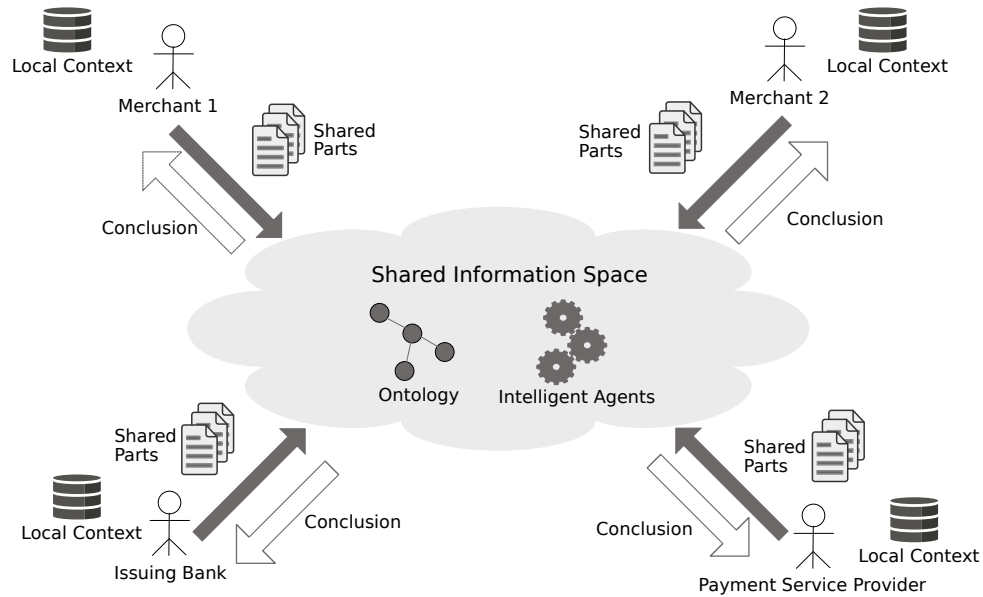 Local Context
Merchant 1
Shared
Parts
Conclusion
Local Context
Merchant 2
Shared
Parts
Conclusion
Shared Information Space
Ontology
Intelligent Agents
Shared
Parts
Local Context
Issuing Bank
Conclusion
Shared
Parts
Conclusion
Local Context
Payment Service Provider